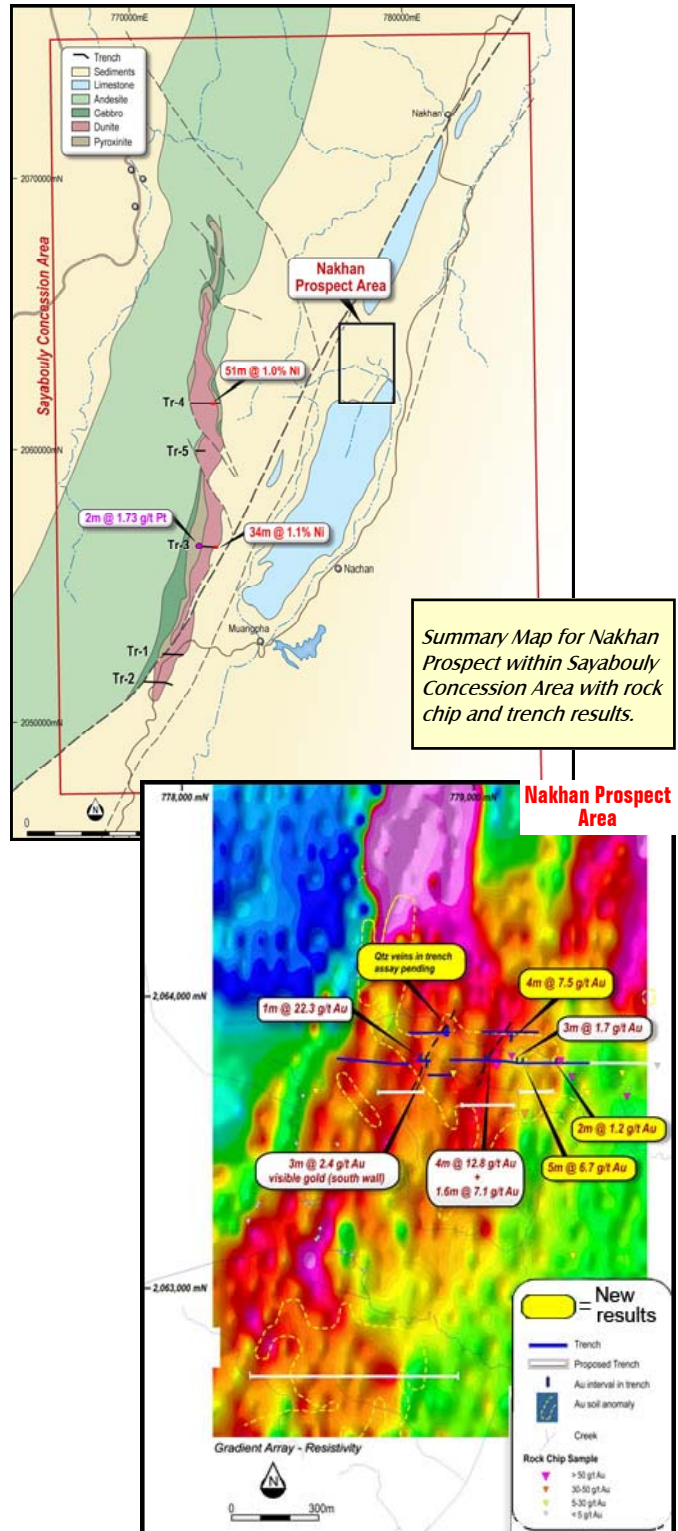 770000mE
780000mE
Trench
Sediments
Limestone
Andesite
Gabbro
Dunite
Pyroxinite
Nakhan
2070000mN
Sayabouly Concession Area
Nakhan
Prospect Area
51m @ 1.0% Ni
Tr-4
2060000mN
Tr-5
2m @ 1.73 g/t Pt
Tr-3
34m @ 1.1% Ni
Nachan
Muangpha
Tr-1
Tr-2
2050000mN
N
0
Summary Map for Nakhan
Prospect within Sayabouly
Concession Area with rock
chip and trench results.
Nakhan Prospect
Area
778,000 mN
779,000 mN
Qtz veins in trench
assay pending
4m @ 7.5 g/t Au
2,064,000 mN
1m @ 22.3 g/t Au
3m @ 1.7 g/t Au
2m @ 1.2 g/t Au
3m @ 2.4 g/t Au
visible gold (south wall)
4m @ 12.8 g/t Au
+
1.6m @ 7.1 g/t Au
5m @ 6.7 g/t Au
2,063,000 mN
= New
results
Trench
Proposed Trench
Au interval in trench
Au soil anomaly
Creek
Rock Chip Sample
> 50 g/t Au
30-50 g/t Au
5-30 g/t Au
< 5 g/t Au
Gradient Array - Resistivity
N
0
300m